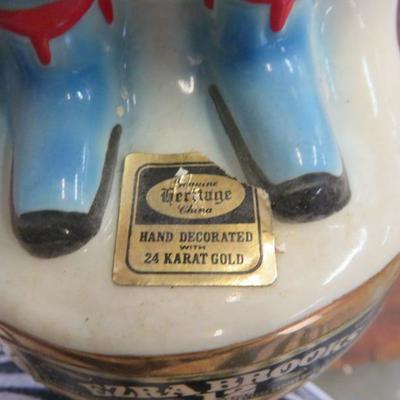 Genuine
Heritage
China
HAND DECORATED
WITH
24 KARAT GOLD
EZRA BROOKS